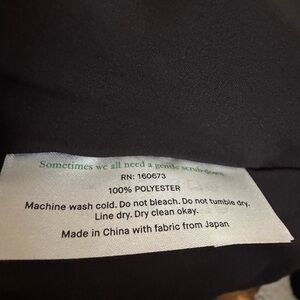 Sometimes we all need a gentle scrub-down.
RN: 160673
100% POLYESTER
Machine wash cold. Do not bleach. Do not tumble dry.
Line dry. Dry clean okay.
Made in China with fabric from Japan